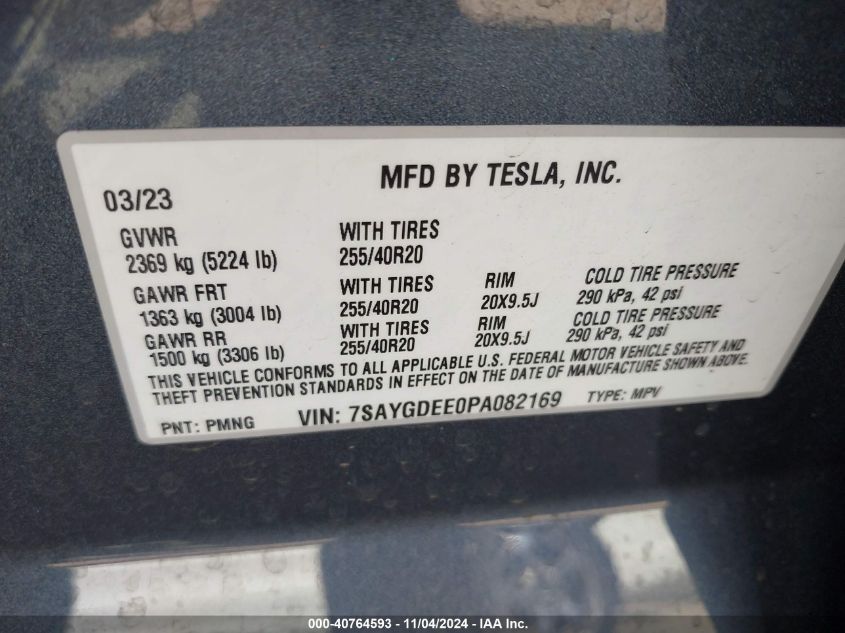 MFD BY TESLA, INC.
03/23
GVWR WITH TIRES
2369 kg (5224 lb) 255/40R20
GAWR FRT WITH TIRES RIM COLD TIRE PRESSURE
1363 kg (3004 lb) 255/40R20 20X9.5J 290 kPa, 42 psi
GAWR RR WITH TIRES RIM COLD TIRE PRESSURE
1500 kg (3306 lb) 255/40R20 20X9.5J 290 kPa, 42 psi
THIS VEHICLE CONFORMS TO ALL APPLICABLE U.S. FEDERAL MOTOR VEHICLE SAFETY AND
THEFT PREVENTION STANDARDS IN EFFECT ON THE DATE OF MANUFACTURE SHOWN ABOVE.
PNT: PMNG VIN: 7SAYGDEE0PA082169 TYPE: MPV
000-40764593 - 11/04/2024 - IAA Inc.